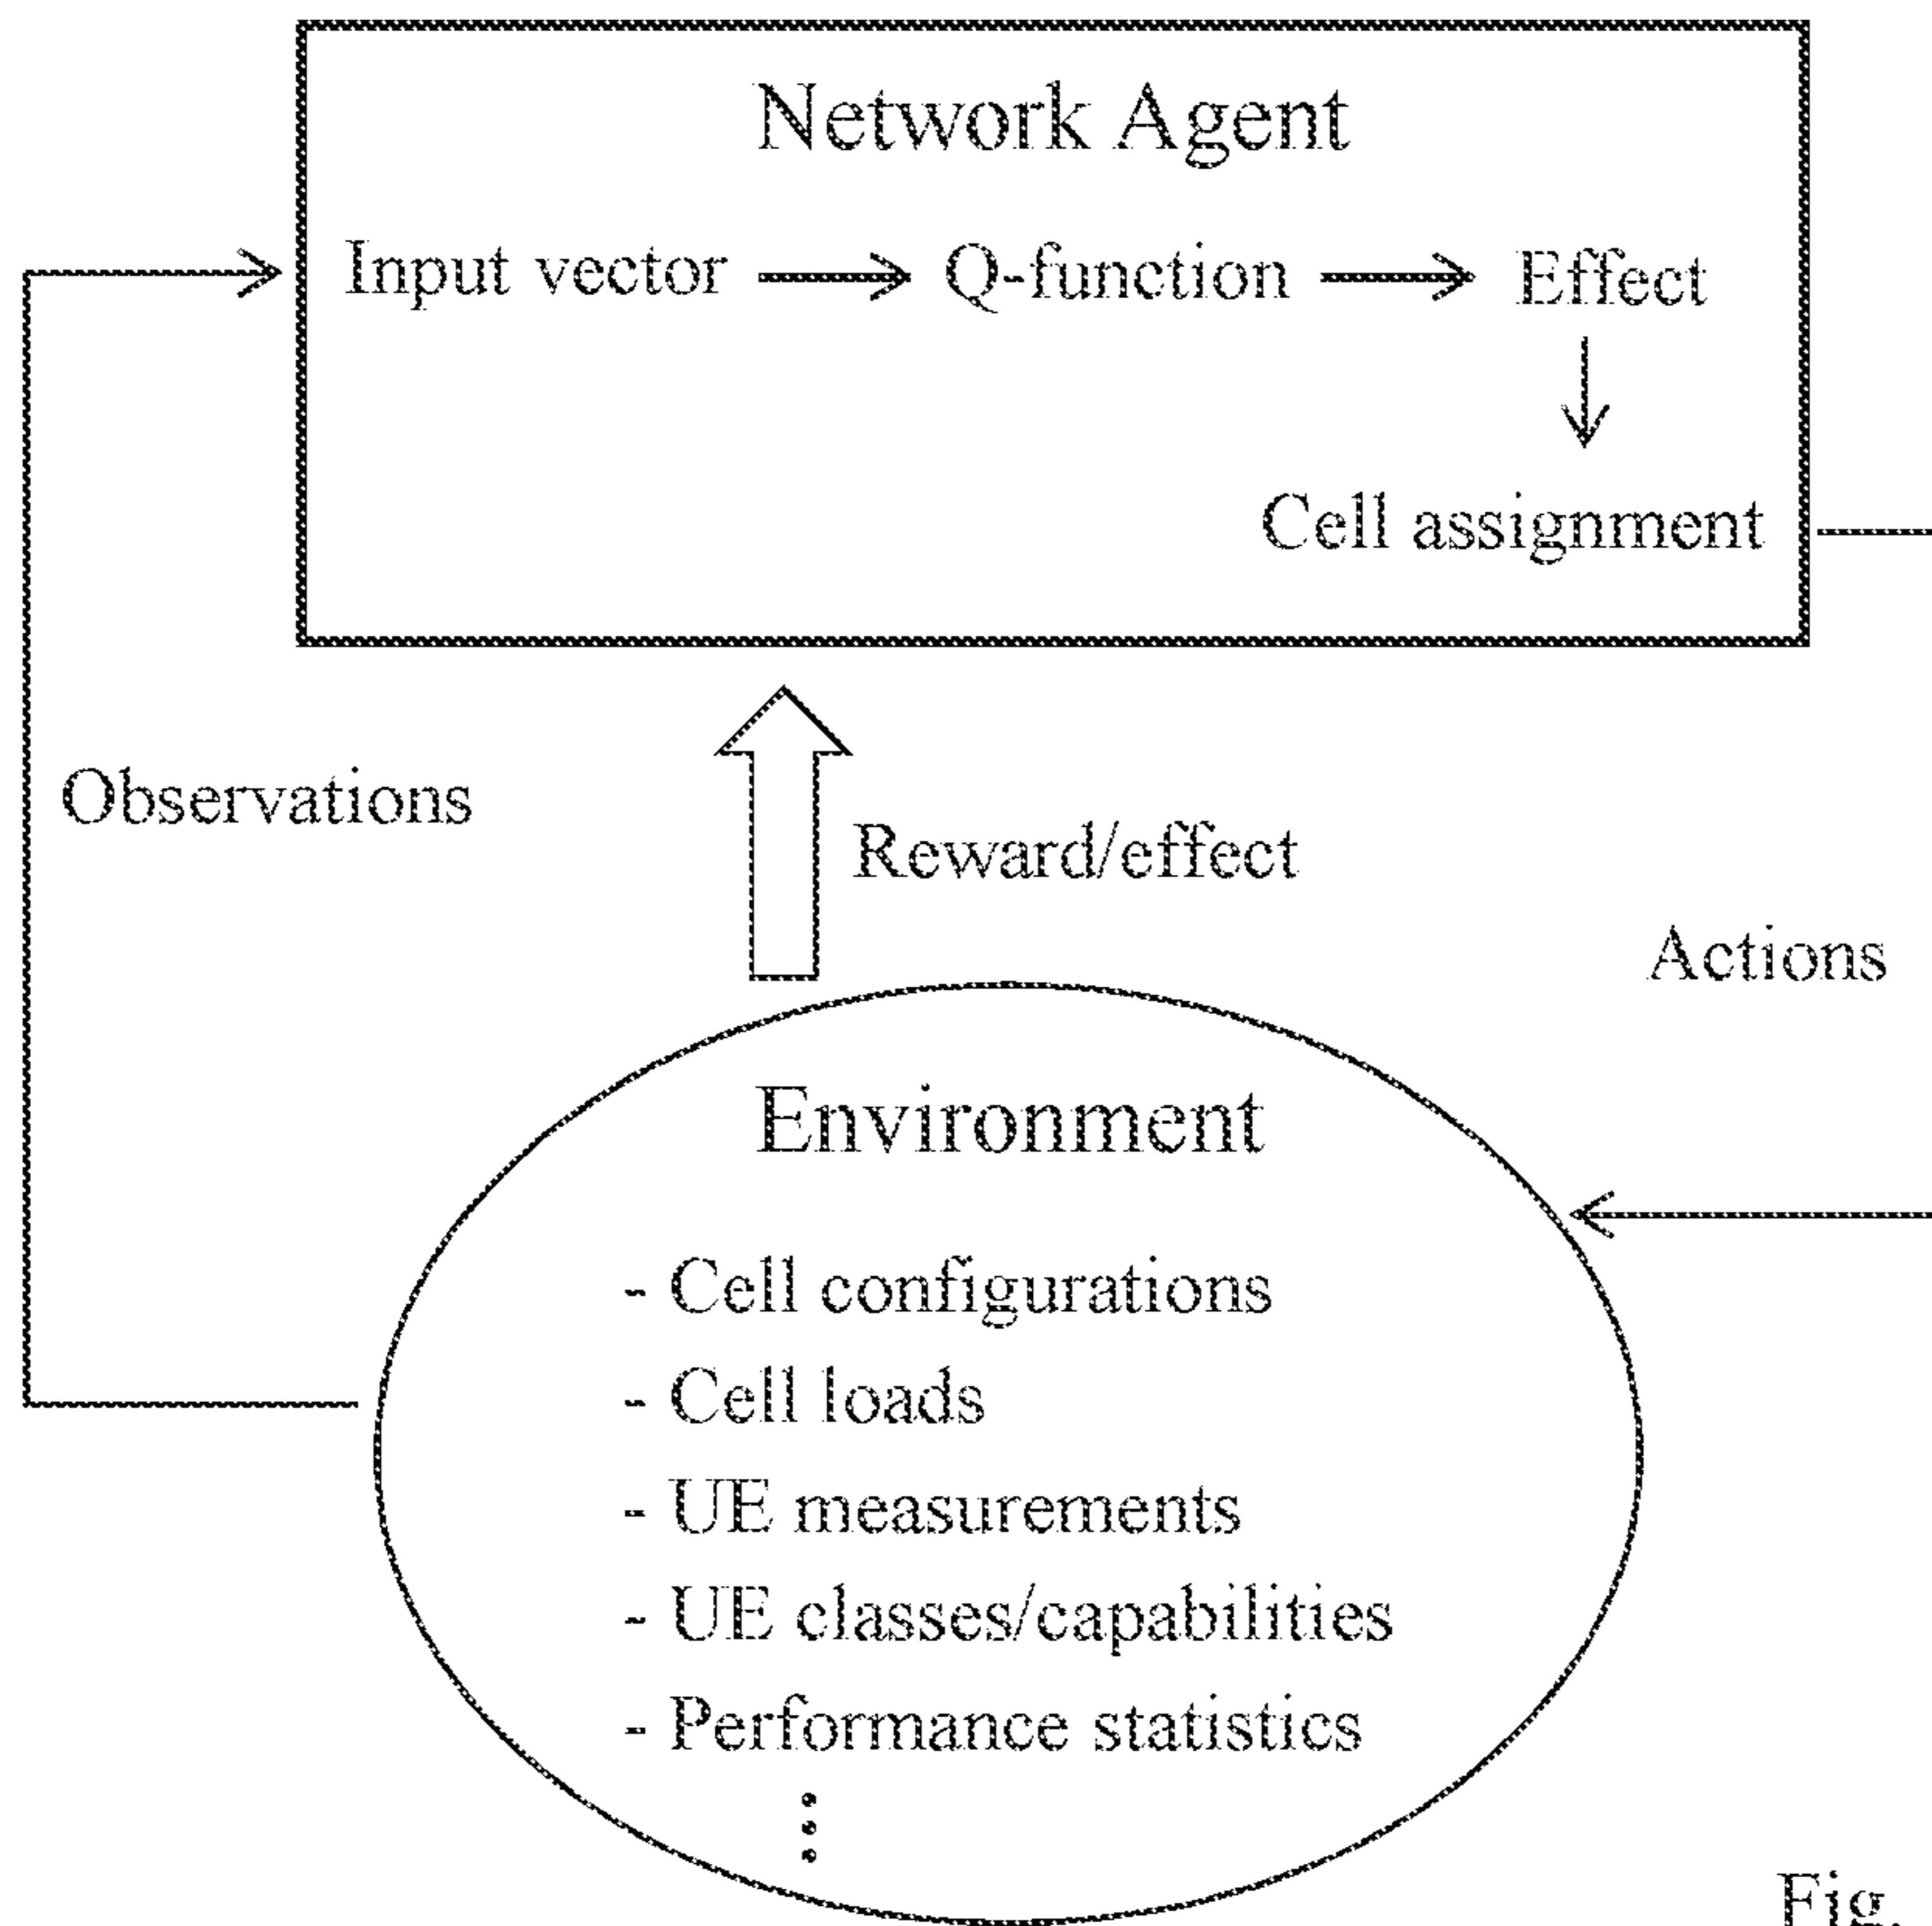 Network Agent
Input vector
Q-function
Effect
Cell assignment
Observations
Reward/effect
Actions
Environment
- Cell configurations
- Cell loads
- UE measurements
- UE classes/capabilities
- Performance statistics
Fig.